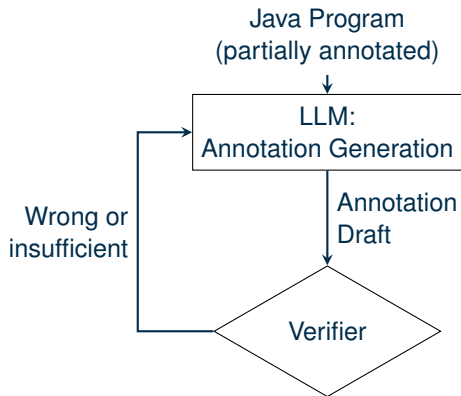 Java Program
(partially annotated)
LLM:
Annotation Generation
Annotation
Draft
Wrong or
insufficient
Verifier